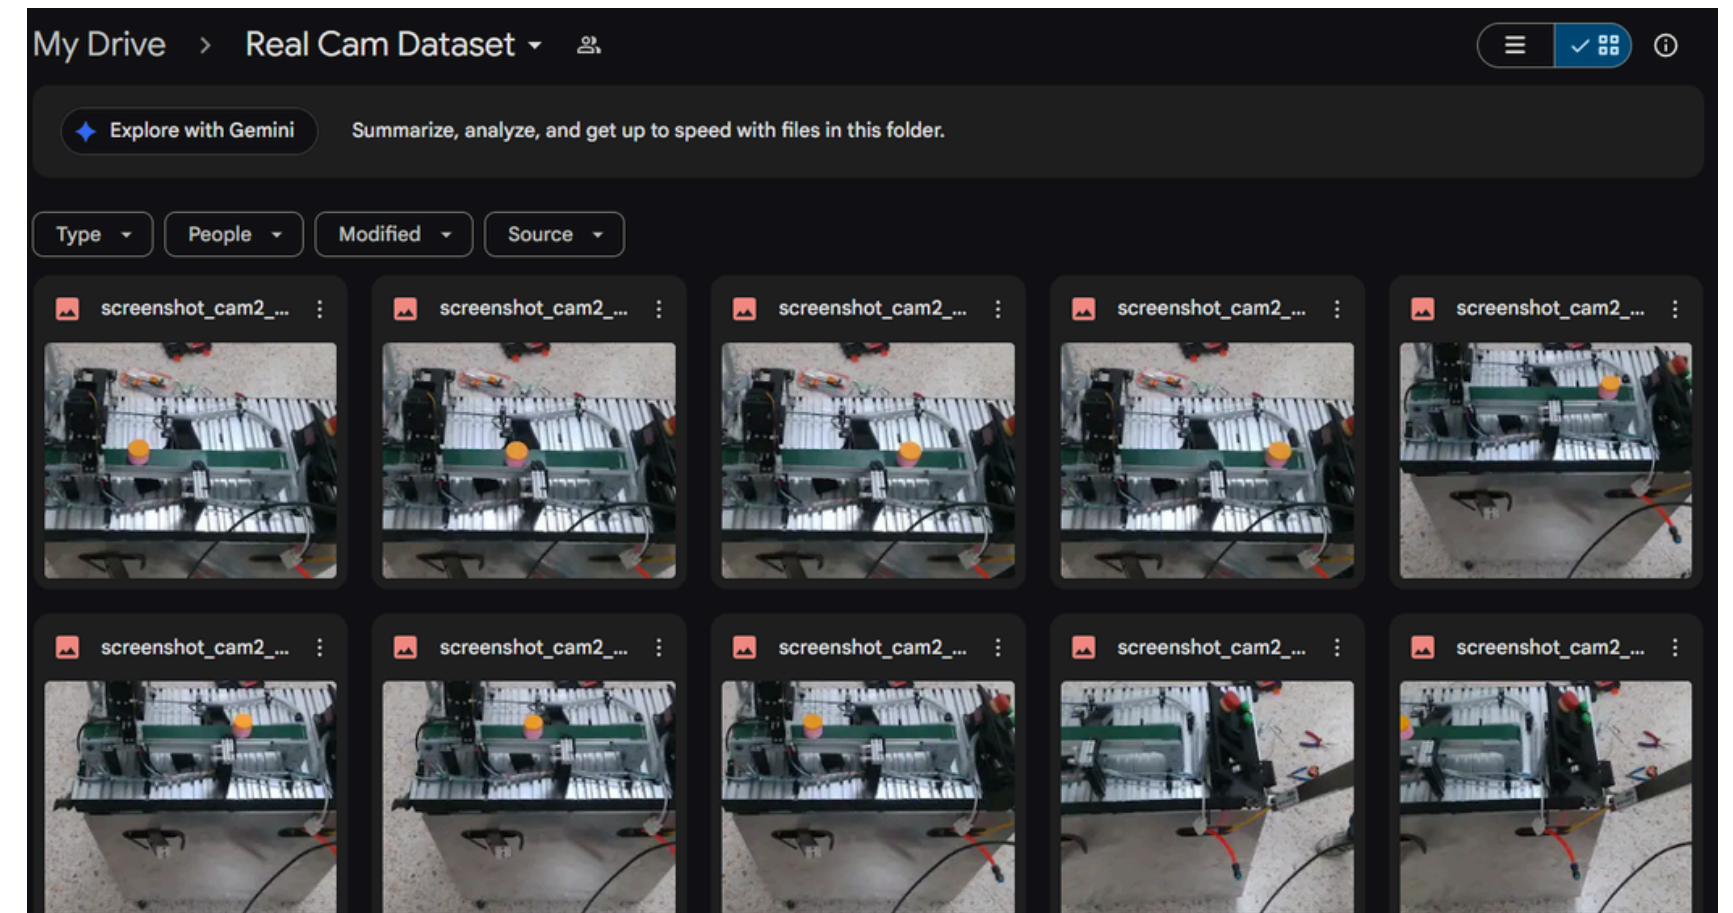 My Drive > Real Cam Dataset
Explore with Gemini Summarize, analyze, and get up to speed with files in this folder.
Type People Modified Source
screenshot_cam2_... screenshot_cam2_... screenshot_cam2_... screenshot_cam2_... screenshot_cam2_...
screenshot_cam2_... screenshot_cam2_... screenshot_cam2_... screenshot_cam2_... screenshot_cam2_...